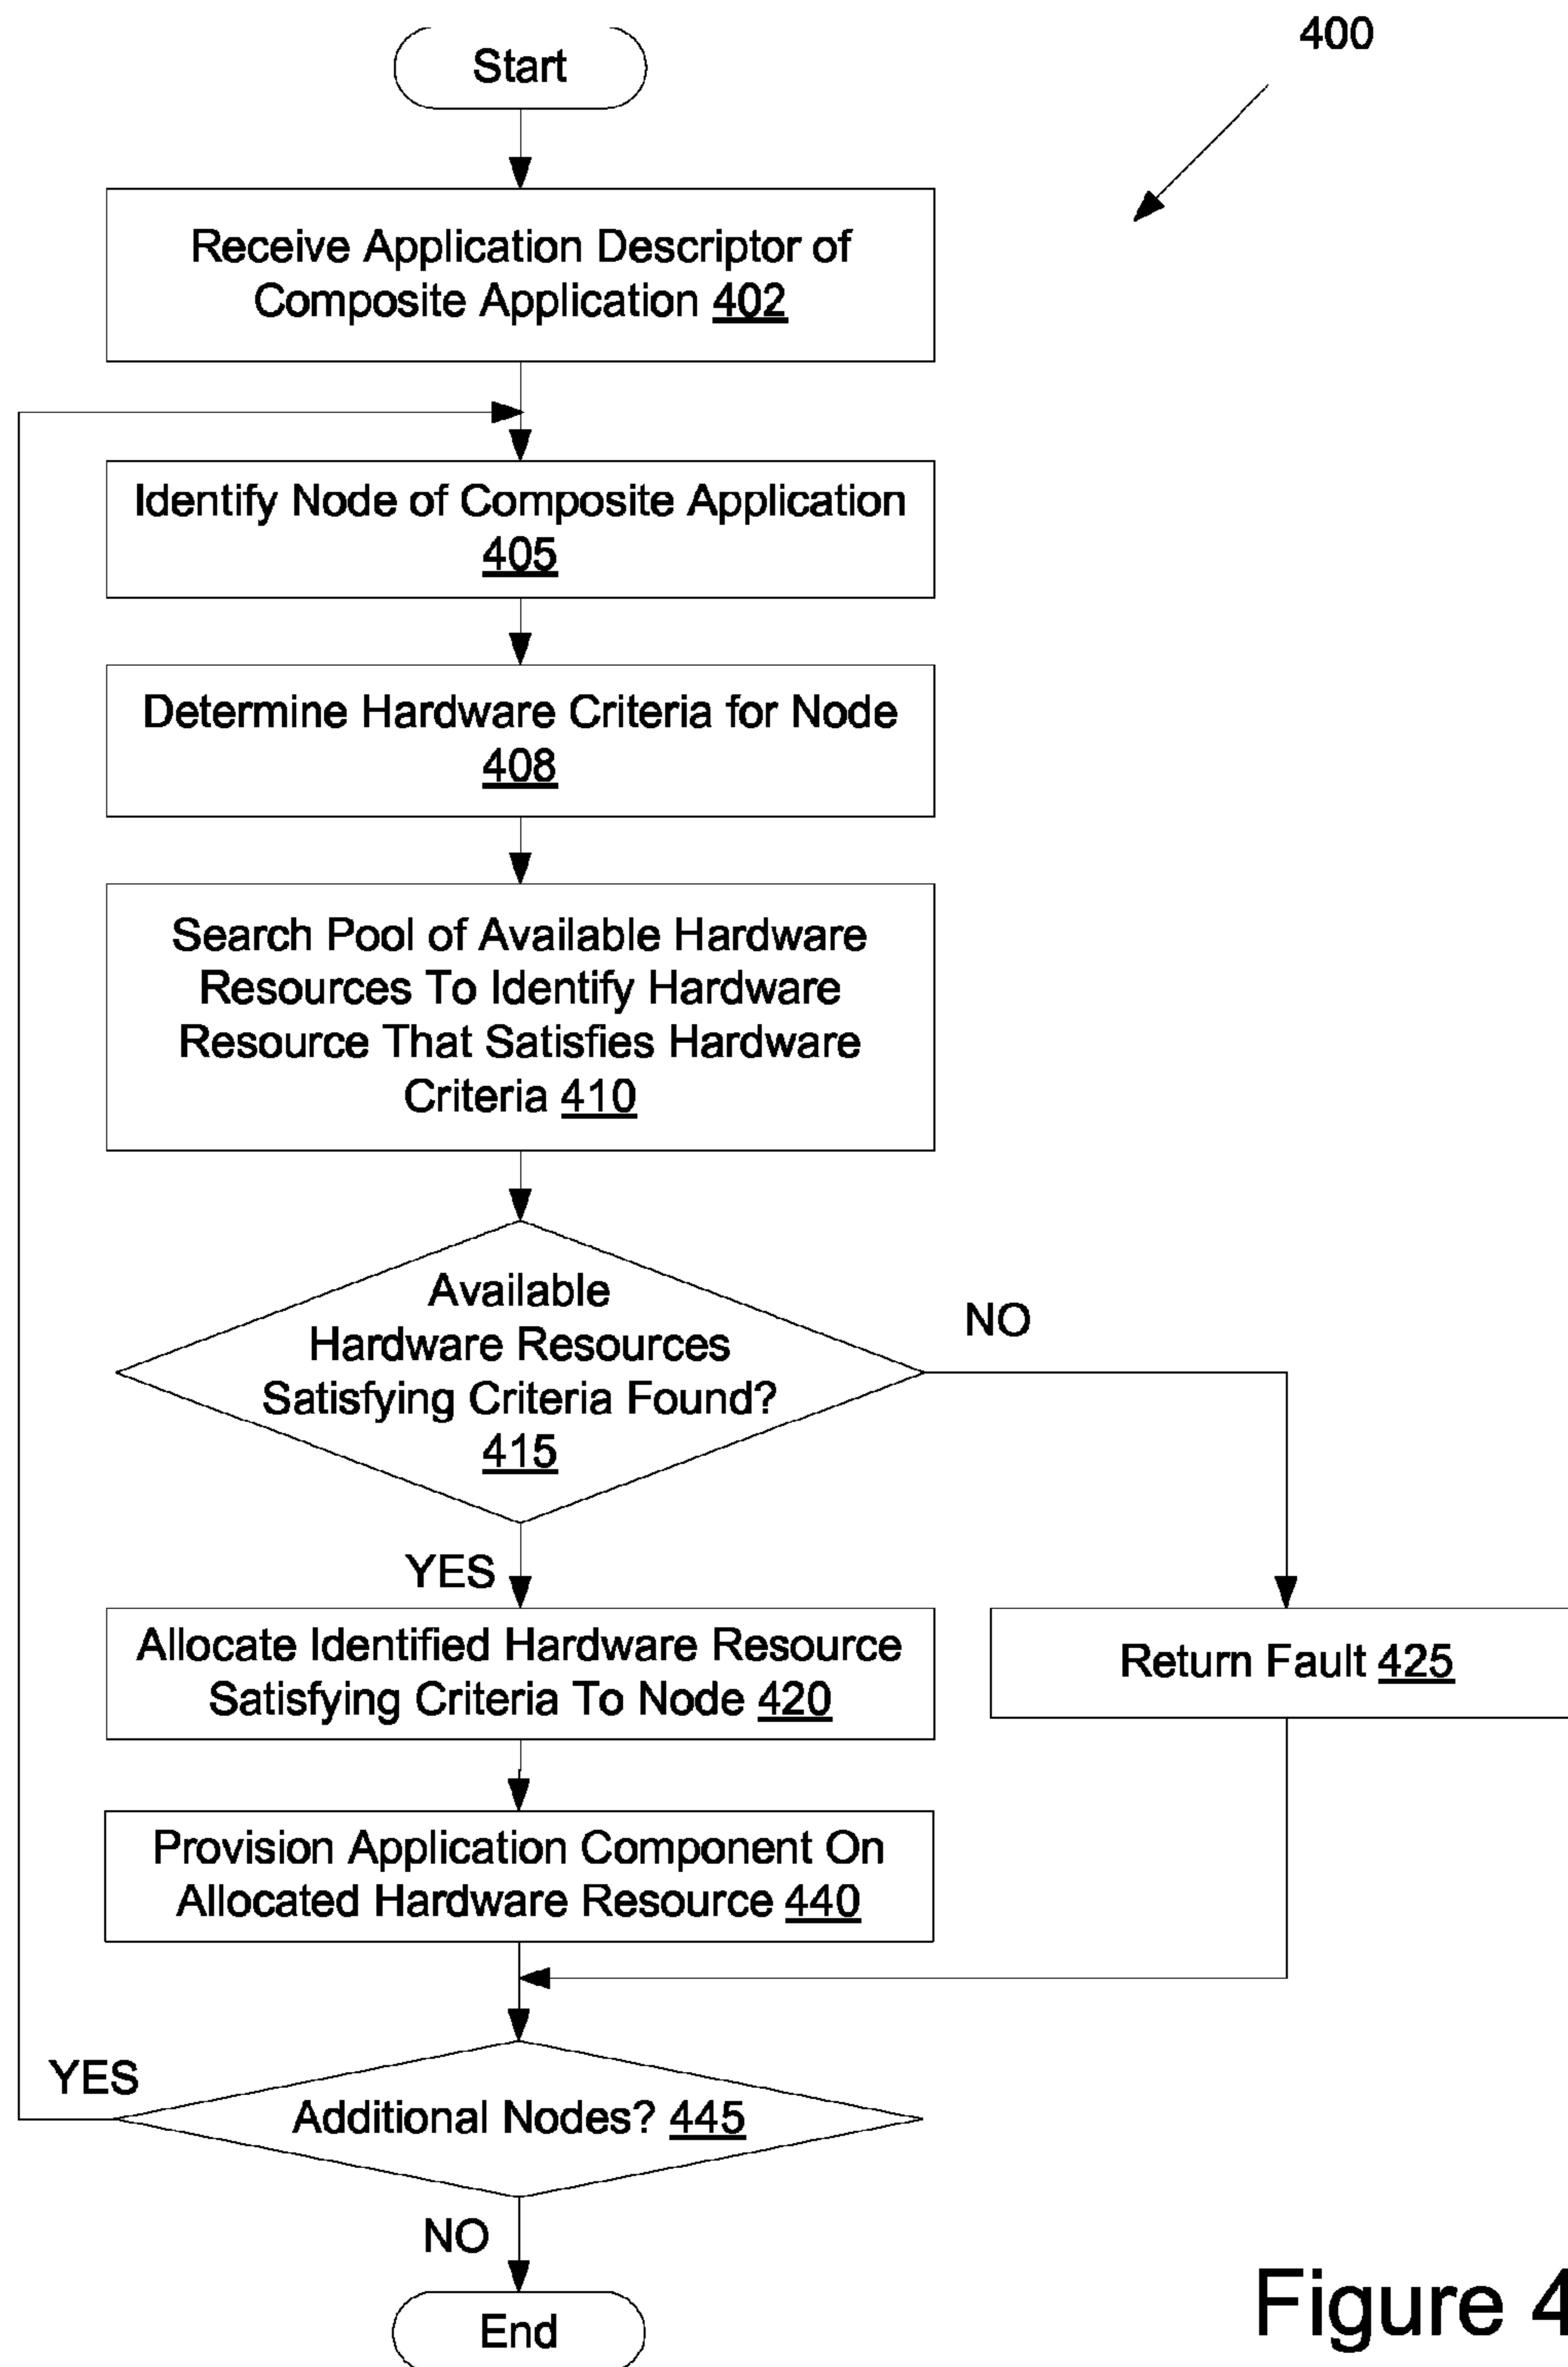 Start
400
Receive Application Descriptor of
Composite Application 402
Identify Node of Composite Application
405
Determine Hardware Criteria for Node
408
Search Pool of Available Hardware
Resources To Identify Hardware
Resource That Satisfies Hardware
Criteria 410
Available
Hardware Resources
Satisfying Criteria Found?
415
NO
YES
Allocate Identified Hardware Resource
Satisfying Criteria To Node 420
Return Fault 425
Provision Application Component On
Allocated Hardware Resource 440
YES
Additional Nodes? 445
NO
End
Figure 4